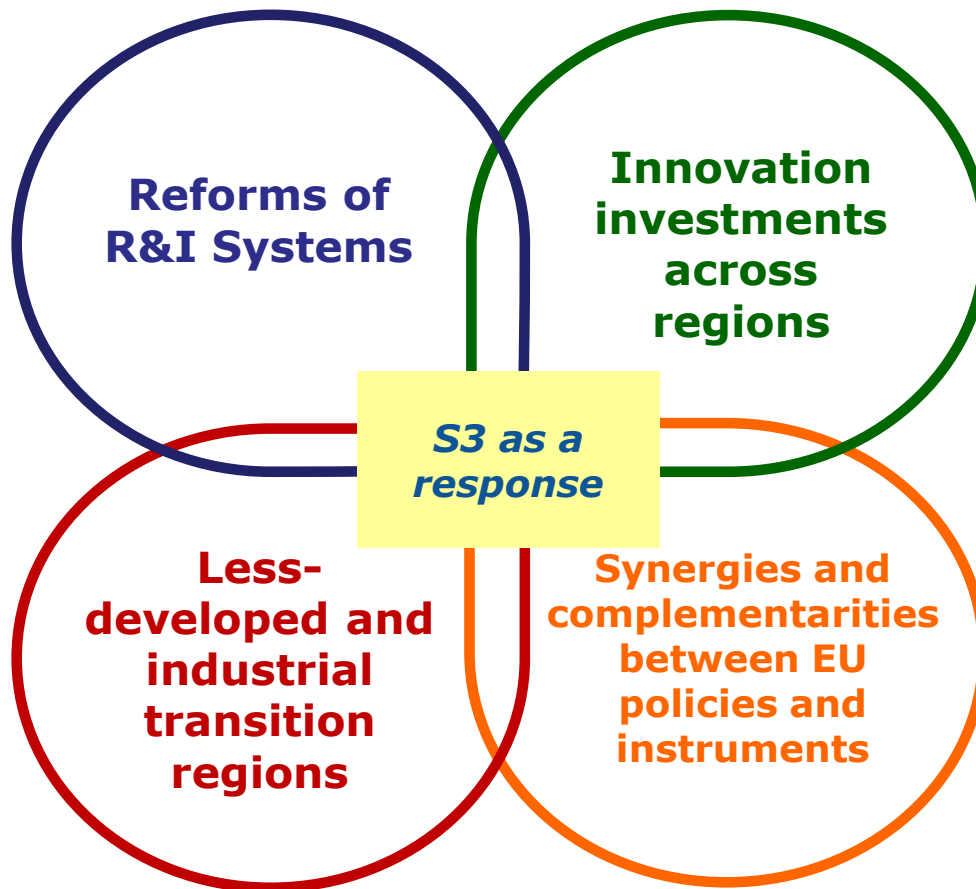 Reforms of
R&I Systems
Innovation
investments
across
regions
S3 as a
response
Less-
developed and
industrial
transition
regions
Synergies and
complementarities
between EU
policies and
instruments